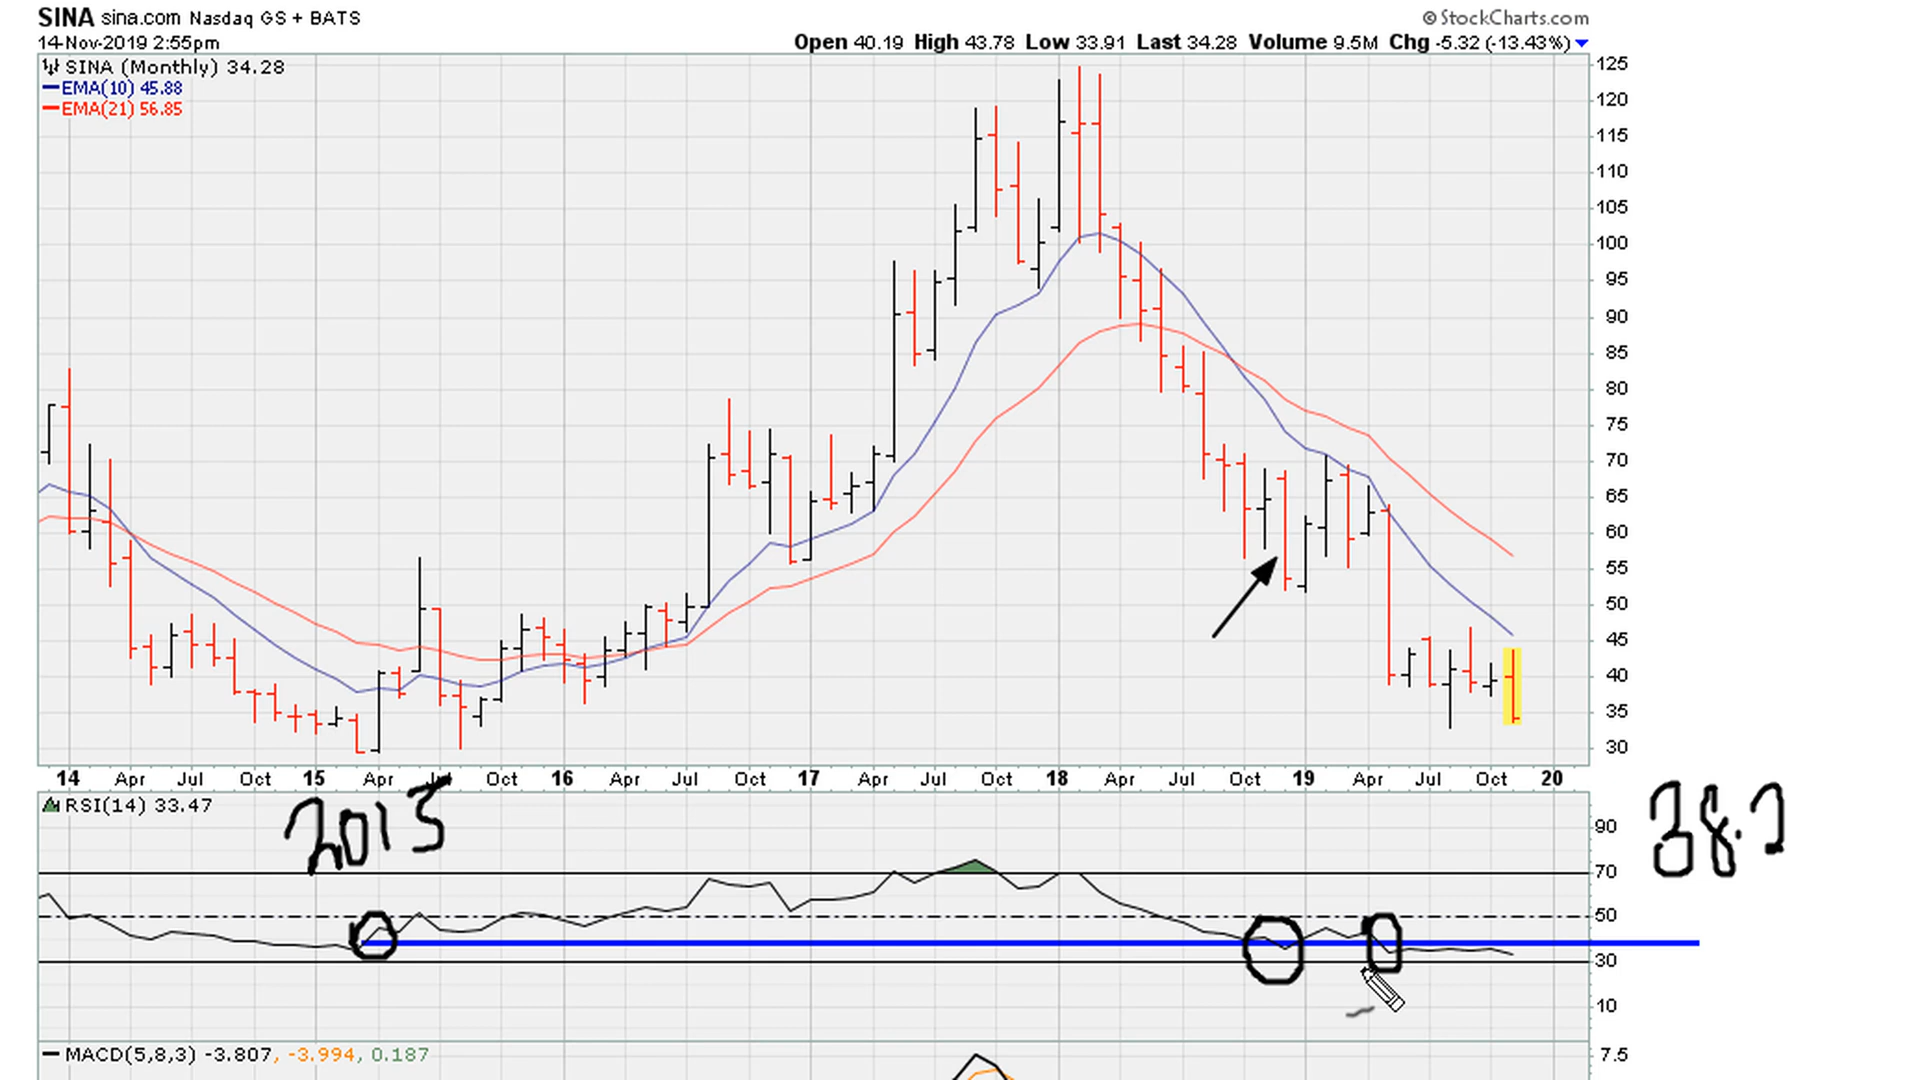 SINA sina.com Nasdaq GS + BATS
© StockCharts.com
14-Nov-2019 2:55pm
Open 40.19 High 43.78 Low 33.91 Last 34.28 Volume 9.5M Chg -5.32 (-13.43%)
SINA (Monthly) 34.28
EMA(10) 45.88
EMA(21) 56.85
125
120
115
110
105
100
95
90
85
80
75
70
65
60
55
50
45
40
35
30
14 Apr Jul Oct 15 Apr Oct 16 Apr Jul Oct 17 Apr Jul Oct 18 Apr Jul Oct 19 Apr Jul Oct 20
RSI(14) 33.47
2015
90
70
50
30
10
MACD(5,8,3) -3.807, -3.994, 0.187
7.5